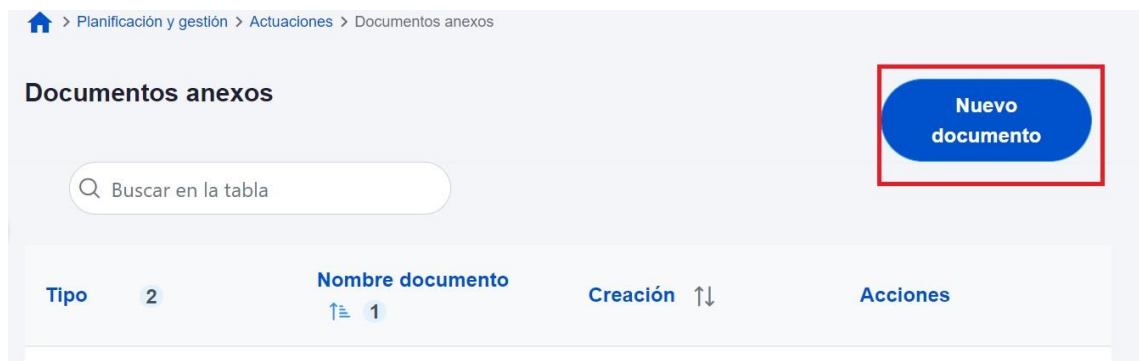 > Planificación y gestión > Actuaciones > Documentos anexos
Documentos anexos
Nuevo
documento
Buscar en la tabla
Tipo 2
Nombre documento
1
Creación
Acciones